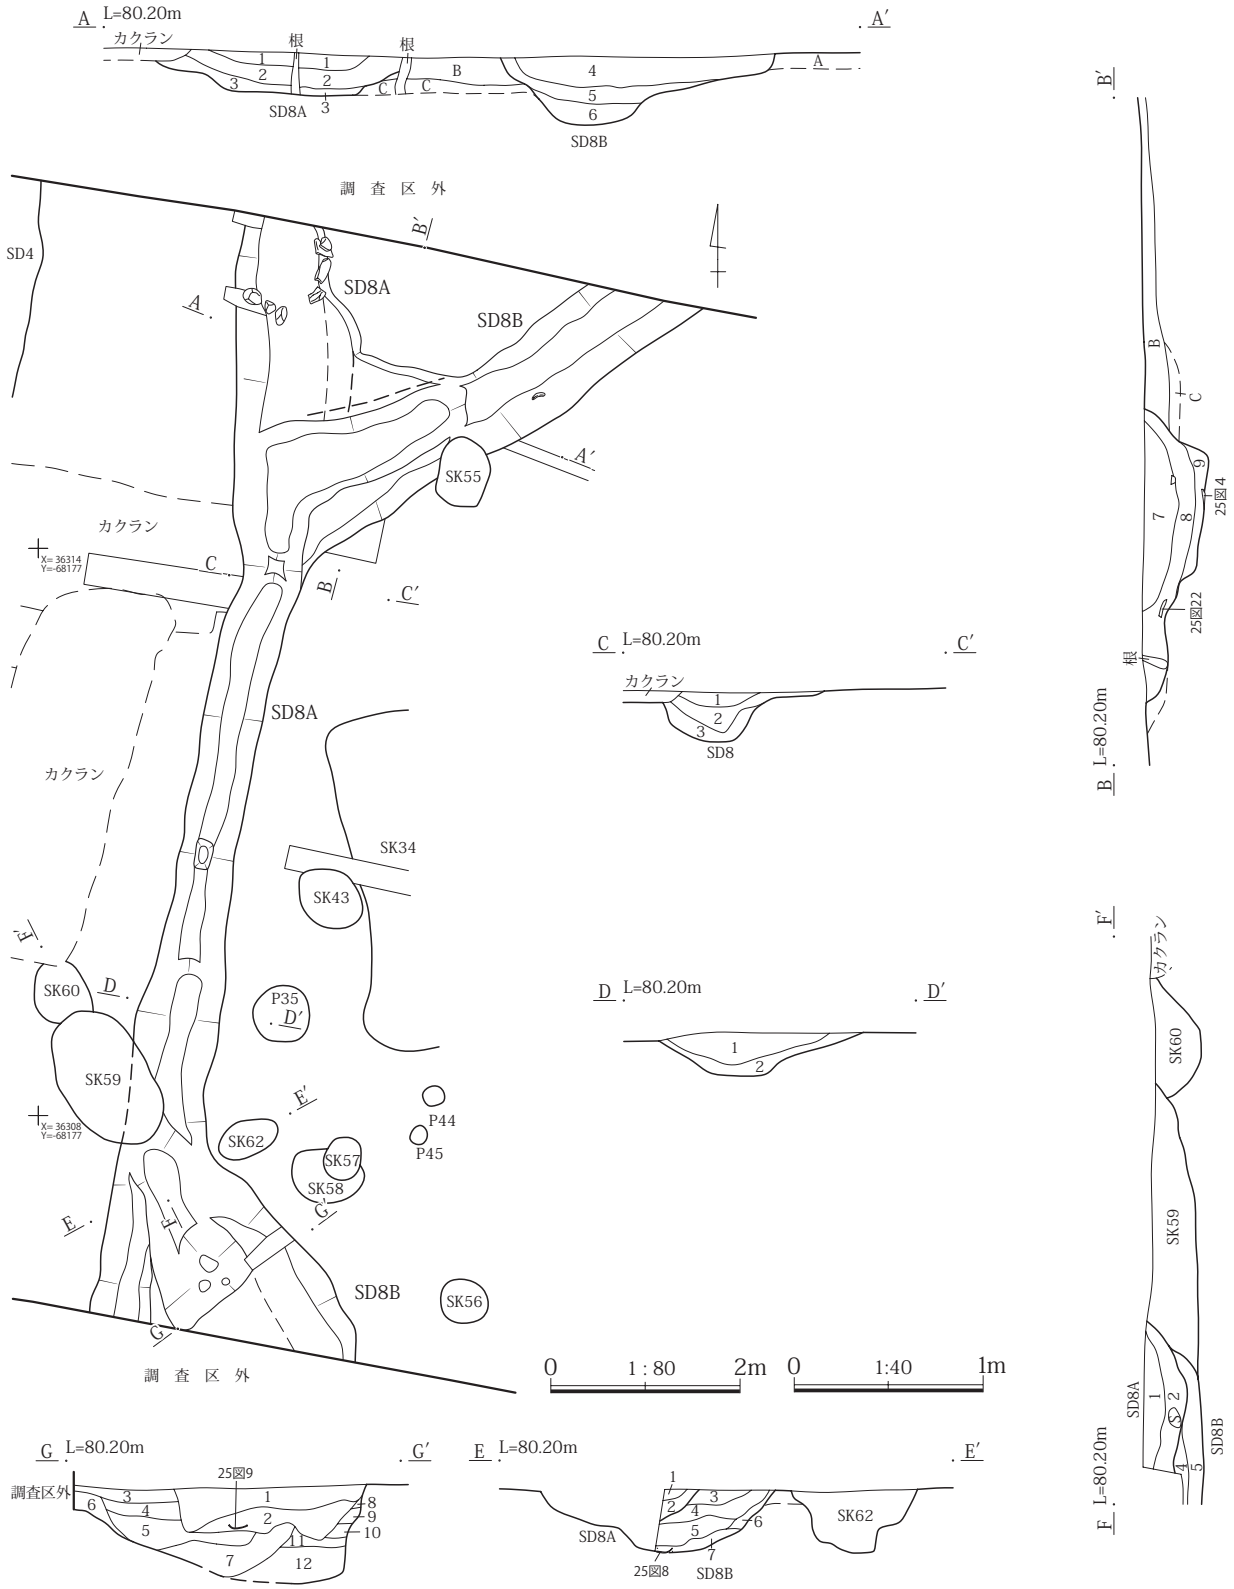 A L=80.20m A′
カクラン 根 根
1 1 B 4 A
2 2 C C 5
3 3 6
SD8A
SD8B
調査区外
B′
SD4
SD8A
A
SD8B
A′
SK55
カクラン
X= 36314
Y=-68177
C
B
C′
SD8A
カクラン
SK34
SK43
F′
SK60
D
P35
D′
SK59
E′
X= 36308
Y=-68177
P44
P45
SK62
SK57
SK58
G′
E
F
SD8B
SK56
G
調査区外
0 1:80 2m
0 1:40 1m
C L=80.20m C′
カクラン
1
2
3
SD8
D L=80.20m D′
1
2
B′
B
C
9
7
8
25図4
25図22
根
B L=80.20m
F′
カクラン
SK60
SK59
SD8A
1
2
S
4
5
SD8B
F L=80.20m
G L=80.20m G′
25図9
調査区外
6 3 1 8
4 2 9
5 11 10
7 12
E L=80.20m E′
1
2 3
4
5 6
7
SD8A
25図8
SD8B
SK62